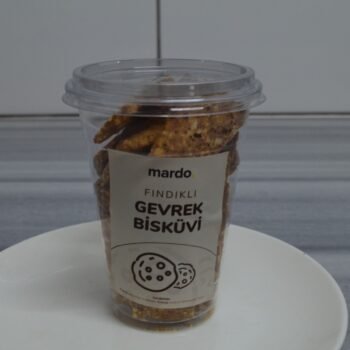 mardo
FINDIKLI
GEVREK
BİSKÜVİ